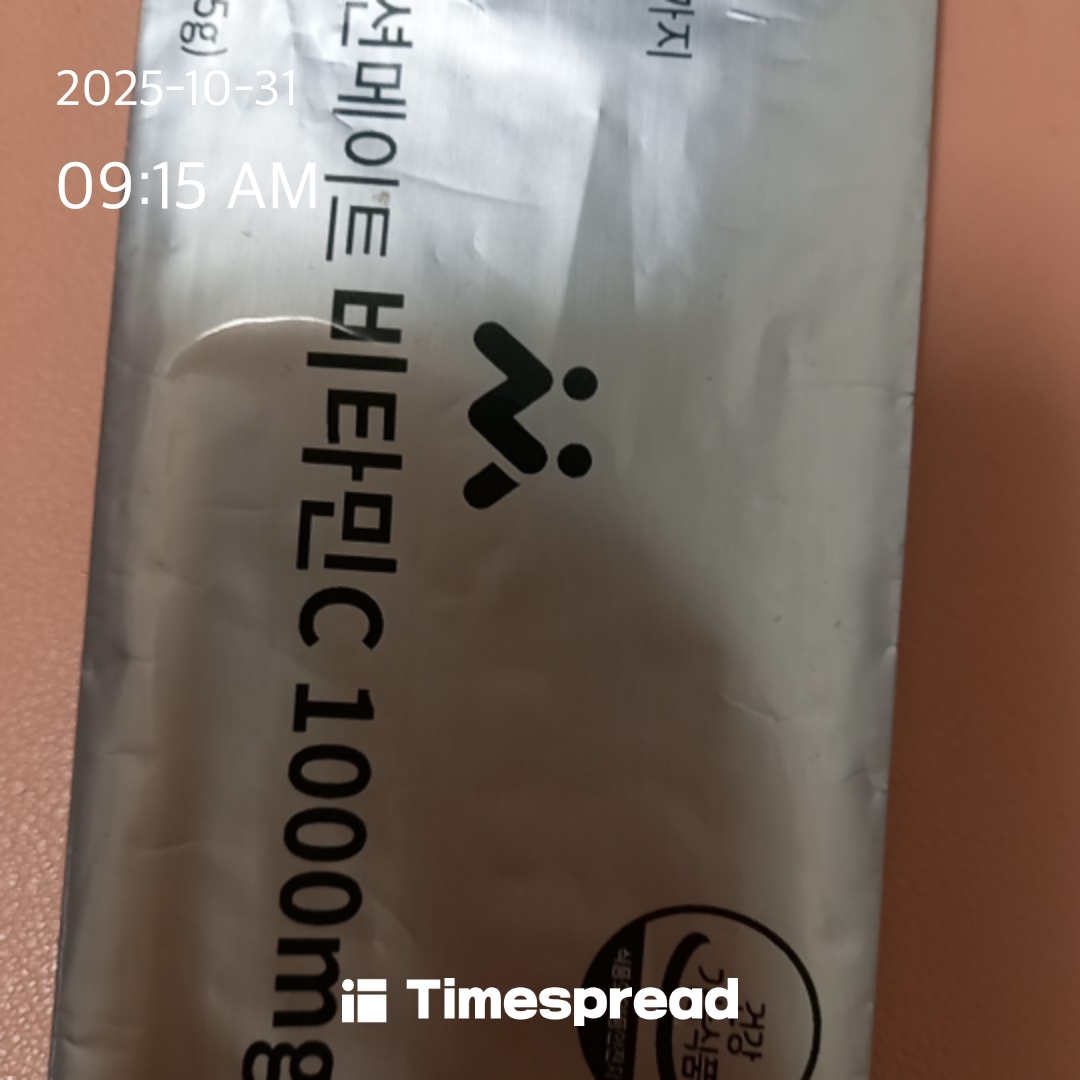 2025-10-31
09:15 AM
까지
선메이트 비타민C 1000mg
5g)
건강
기능식품
Timespread